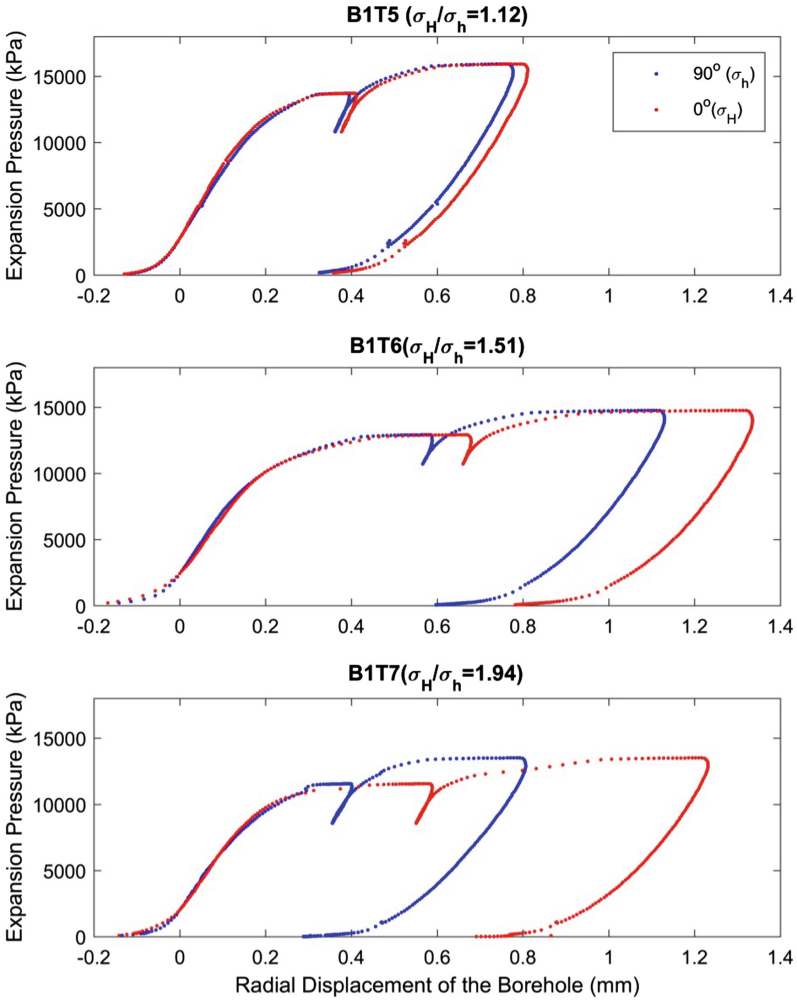 B1T5 (σH/σh=1.12)
Expansion Pressure (kPa)
15000
10000
5000
0
-0.2 0 0.2 0.4 0.6 0.8 1 1.2 1.4
90o (σh)
0o(σH)
B1T6(σH/σh=1.51)
Expansion Pressure (kPa)
15000
10000
5000
0
-0.2 0 0.2 0.4 0.6 0.8 1 1.2 1.4
B1T7(σH/σh=1.94)
Expansion Pressure (kPa)
15000
10000
5000
0
-0.2 0 0.2 0.4 0.6 0.8 1 1.2 1.4
Radial Displacement of the Borehole (mm)